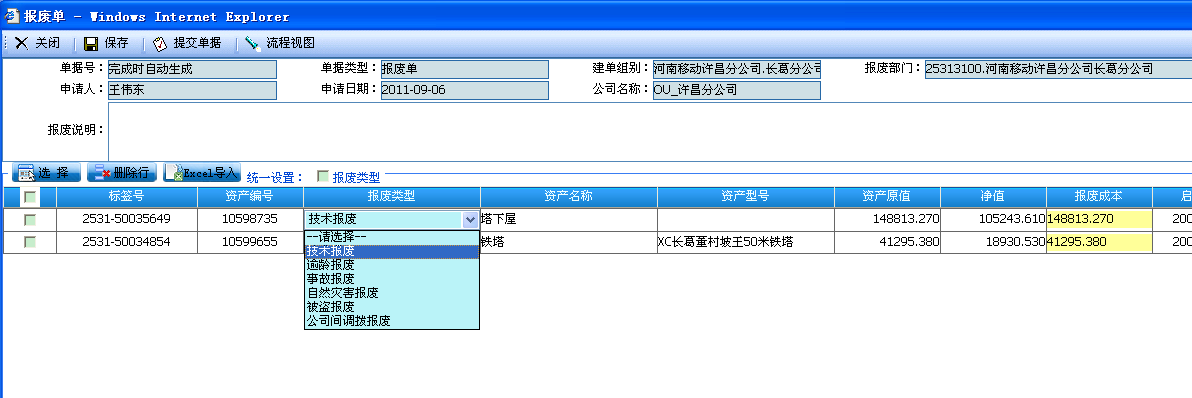 报废单 - Windows Internet Explorer
关闭 保存 提交单据 流程视图
单据号： 完成时自动生成 单据类型： 报废单 建单组别： 河南移动许昌分公司.长葛分公司 报废部门： 25313100.河南移动许昌分公司长葛分公司
申请人： 王伟东 申请日期： 2011-09-06 公司名称： OU_许昌分公司
报废说明：
选 择 删除行 Excel导入 统一设置： 报废类型
标签号 资产编号 报废类型 资产名称 资产型号 资产原值 净值 报废成本 启
2531-50035649 10598735 技术报废 塔下屋 148813.270 105243.610 148813.270 200
2531-50034854 10599655 铁塔 XC长葛董村坡王50米铁塔 41295.380 18930.530 41295.380 200
--请选择--
技术报废
逾龄报废
事故报废
自然灾害报废
被盗报废
公司间调拨报废